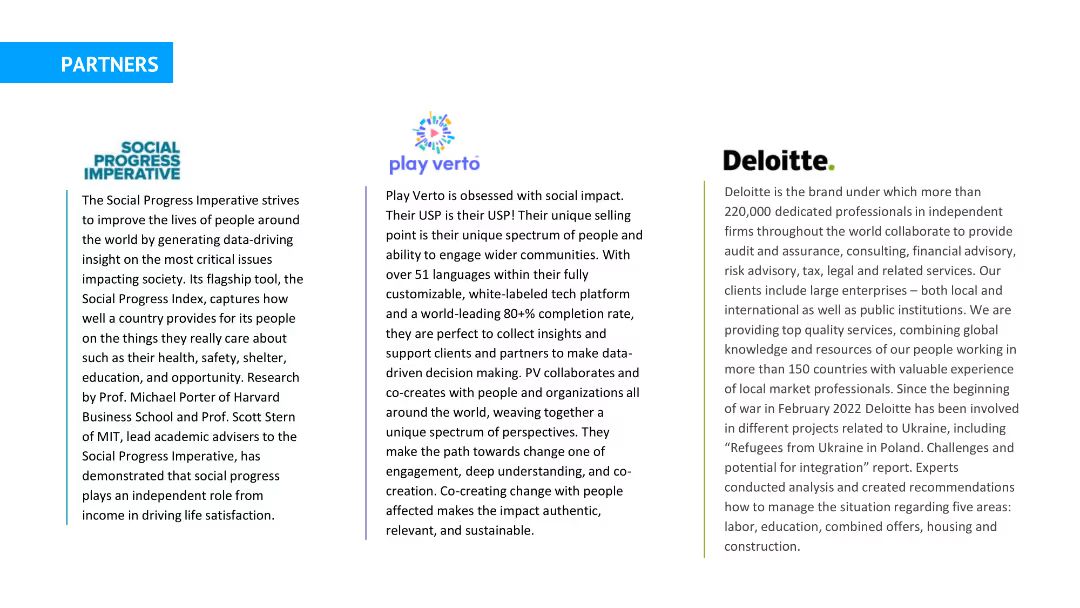 PARTNERS
SOCIAL
PROGRESS
IMPERATIVE
The Social Progress Imperative strives
to improve the lives of people around
the world by generating data-driving
insight on the most critical issues
impacting society. Its flagship tool, the
Social Progress Index, captures how
well a country provides for its people
on the things they really care about
such as their health, safety, shelter,
education, and opportunity. Research
by Prof. Michael Porter of Harvard
Business School and Prof. Scott Stern
of MIT, lead academic advisers to the
Social Progress Imperative, has
demonstrated that social progress
plays an independent role from
income in driving life satisfaction.
play verto
Play Verto is obsessed with social impact.
Their USP is their USP! Their unique selling
point is their unique spectrum of people and
ability to engage wider communities. With
over 51 languages within their fully
customizable, white-labeled tech platform
and a world-leading 80+% completion rate,
they are perfect to collect insights and
support clients and partners to make data-
driven decision making. PV collaborates and
co-creates with people and organizations all
around the world, weaving together a
unique spectrum of perspectives. They
make the path towards change one of
engagement, deep understanding, and co-
creation. Co-creating change with people
affected makes the impact authentic,
relevant, and sustainable.
Deloitte.
Deloitte is the brand under which more than
220,000 dedicated professionals in independent
firms throughout the world collaborate to provide
audit and assurance, consulting, financial advisory,
risk advisory, tax, legal and related services. Our
clients include large enterprises – both local and
international as well as public institutions. We are
providing top quality services, combining global
knowledge and resources of our people working in
more than 150 countries with valuable experience
of local market professionals. Since the beginning
of war in February 2022 Deloitte has been involved
in different projects related to Ukraine, including
“Refugees from Ukraine in Poland. Challenges and
potential for integration” report. Experts
conducted analysis and created recommendations
how to manage the situation regarding five areas:
labor, education, combined offers, housing and
construction.